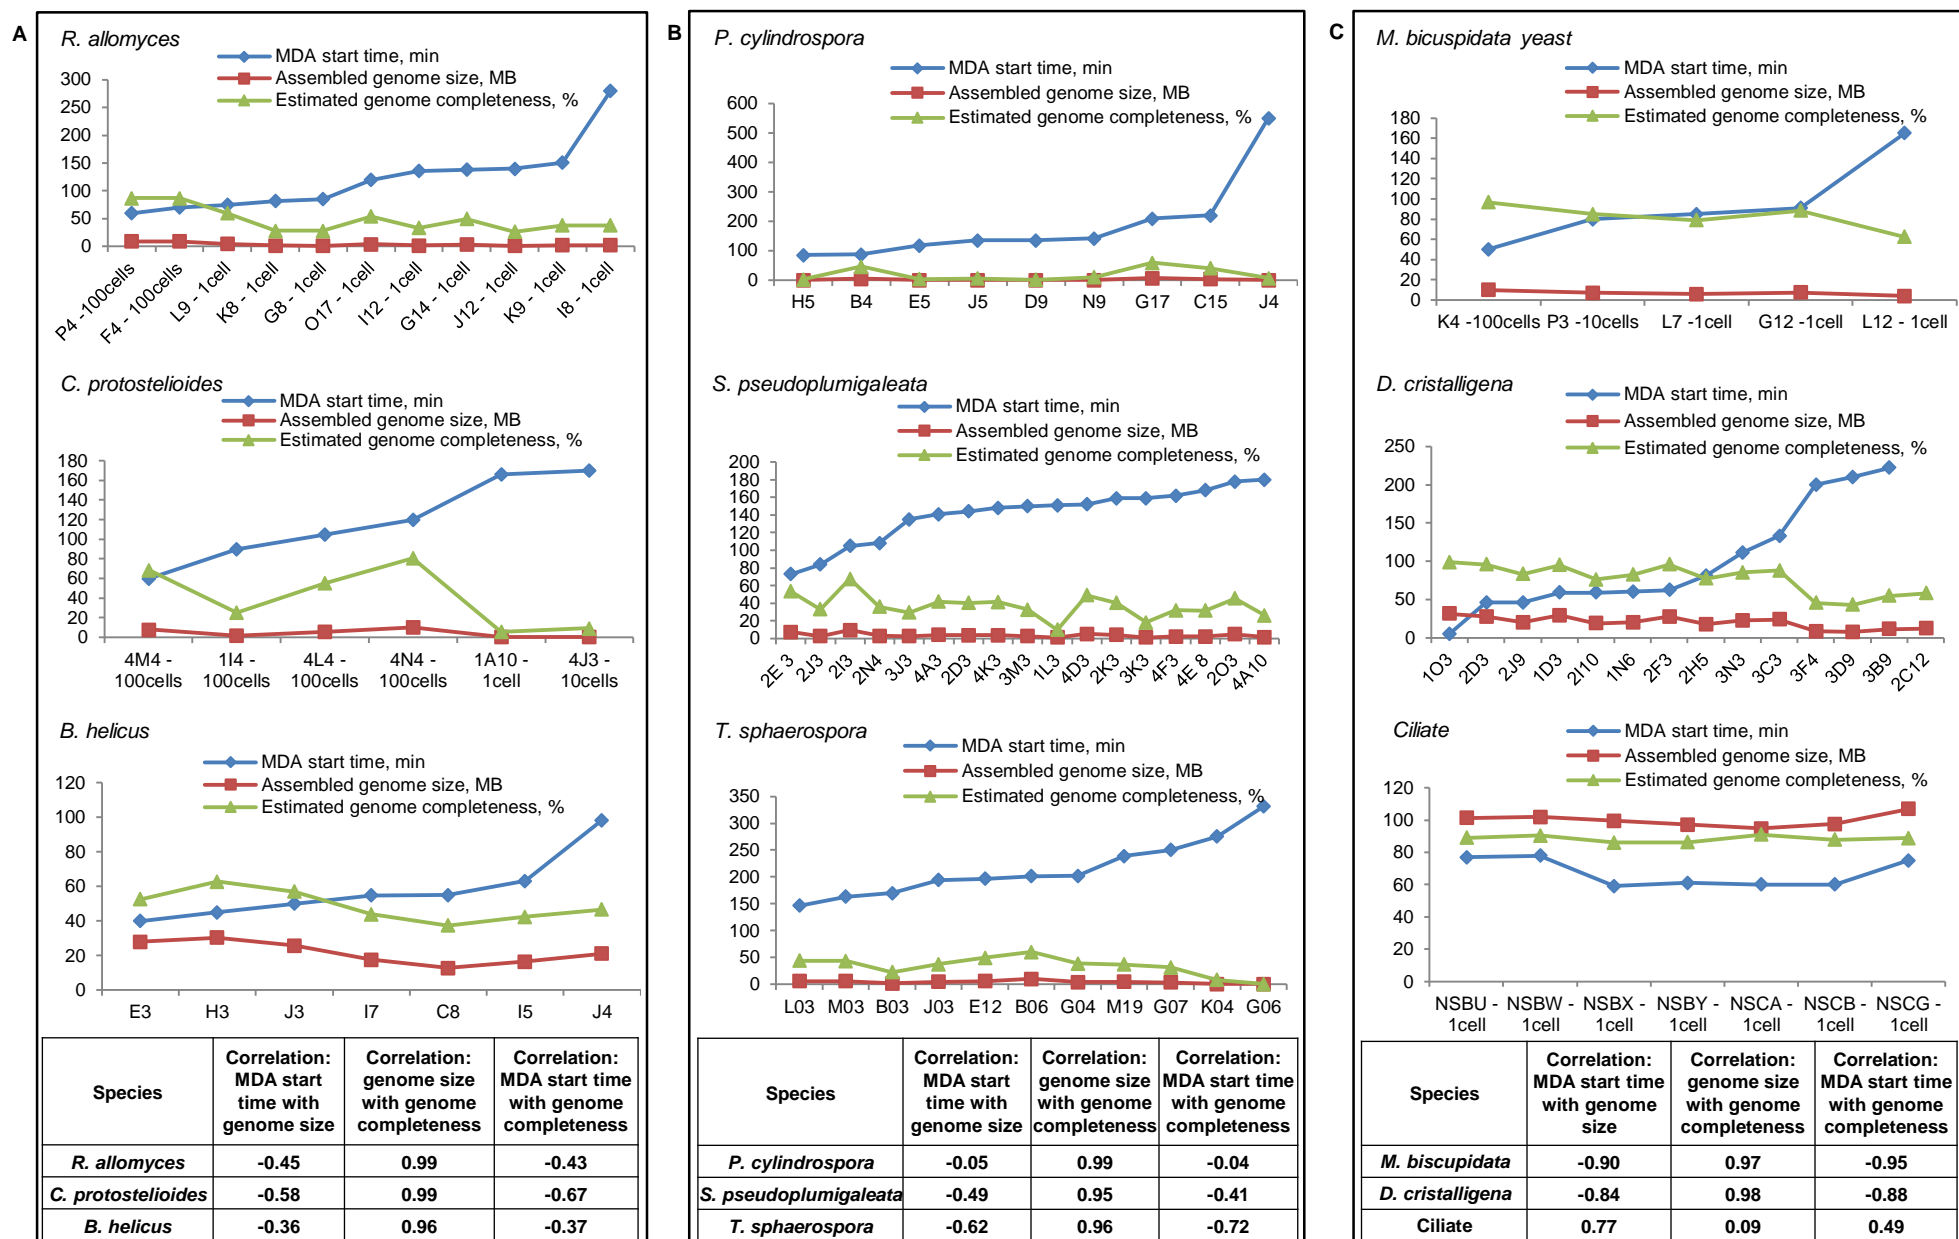 A
R. allomyces
MDA start time, min
Assembled genome size, MB
Estimated genome completeness, %
300
250
200
150
100
50
0
P4 -100cells
F4 - 100cells
L9 - 1cell
K8 - 1cell
G8 - 1cell
O17 - 1cell
I12 - 1cell
G14 - 1cell
J12 - 1cell
K9 - 1cell
I8 - 1cell
C. protostelioides
MDA start time, min
Assembled genome size, MB
Estimated genome completeness, %
180
160
140
120
100
80
60
40
20
0
4M4 - 100cells
1I4 - 100cells
4L4 - 100cells
4N4 - 100cells
1A10 - 1cell
4J3 - 10cells
B. helicus
MDA start time, min
Assembled genome size, MB
Estimated genome completeness, %
120
100
80
60
40
20
0
E3 H3 J3 I7 C8 I5 J4
Species
Correlation: MDA start time with genome size
Correlation: genome size with genome completeness
Correlation: MDA start time with genome completeness
R. allomyces -0.45 0.99 -0.43
C. protostelioides -0.58 0.99 -0.67
B. helicus -0.36 0.96 -0.37
B
P. cylindrospora
MDA start time, min
Assembled genome size, MB
Estimated genome completeness, %
600
500
400
300
200
100
0
H5 B4 E5 J5 D9 N9 G17 C15 J4
S. pseudoplumigaleata
MDA start time, min
Assembled genome size, MB
Estimated genome completeness, %
200
180
160
140
120
100
80
60
40
20
0
2E 3
2J3
2I3
2N4
3J3
4A3
2D3
4K3
3M3
1L3
4D3
2K3
3K3
4F3
4E 8
2O3
4A10
T. sphaerospora
MDA start time, min
Assembled genome size, MB
Estimated genome completeness, %
350
300
250
200
150
100
50
0
L03 M03 B03 J03 E12 B06 G04 M19 G07 K04 G06
Species
Correlation: MDA start time with genome size
Correlation: genome size with genome completeness
Correlation: MDA start time with genome completeness
P. cylindrospora -0.05 0.99 -0.04
S. pseudoplumigaleata -0.49 0.95 -0.41
T. sphaerospora -0.62 0.96 -0.72
C
M. bicuspidata yeast
MDA start time, min
Assembled genome size, MB
Estimated genome completeness, %
180
160
140
120
100
80
60
40
20
0
K4 -100cells P3 -10cells L7 -1cell G12 -1cell L12 - 1cell
D. cristalligena
MDA start time, min
Assembled genome size, MB
Estimated genome completeness, %
250
200
150
100
50
0
1O3
2D3
2J9
1D3
2I10
1N6
2F3
2H5
3N3
3C3
3F4
3D9
3B9
2C12
Ciliate
MDA start time, min
Assembled genome size, MB
Estimated genome completeness, %
120
100
80
60
40
20
0
NSBU - 1cell
NSBW - 1cell
NSBX - 1cell
NSBY - 1cell
NSCA - 1cell
NSCB - 1cell
NSCG - 1cell
Species
Correlation: MDA start time with genome size
Correlation: genome size with genome completeness
Correlation: MDA start time with genome completeness
M. biscupidata -0.90 0.97 -0.95
D. cristalligena -0.84 0.98 -0.88
Ciliate 0.77 0.09 0.49